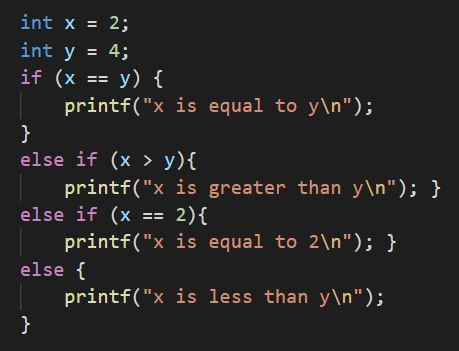 int x = 2;
int y = 4;
if (x == y) {
    printf("x is equal to y\n");
}
else if (x > y){
    printf("x is greater than y\n"); }
else if (x == 2){
    printf("x is equal to 2\n"); }
else {
    printf("x is less than y\n");
}